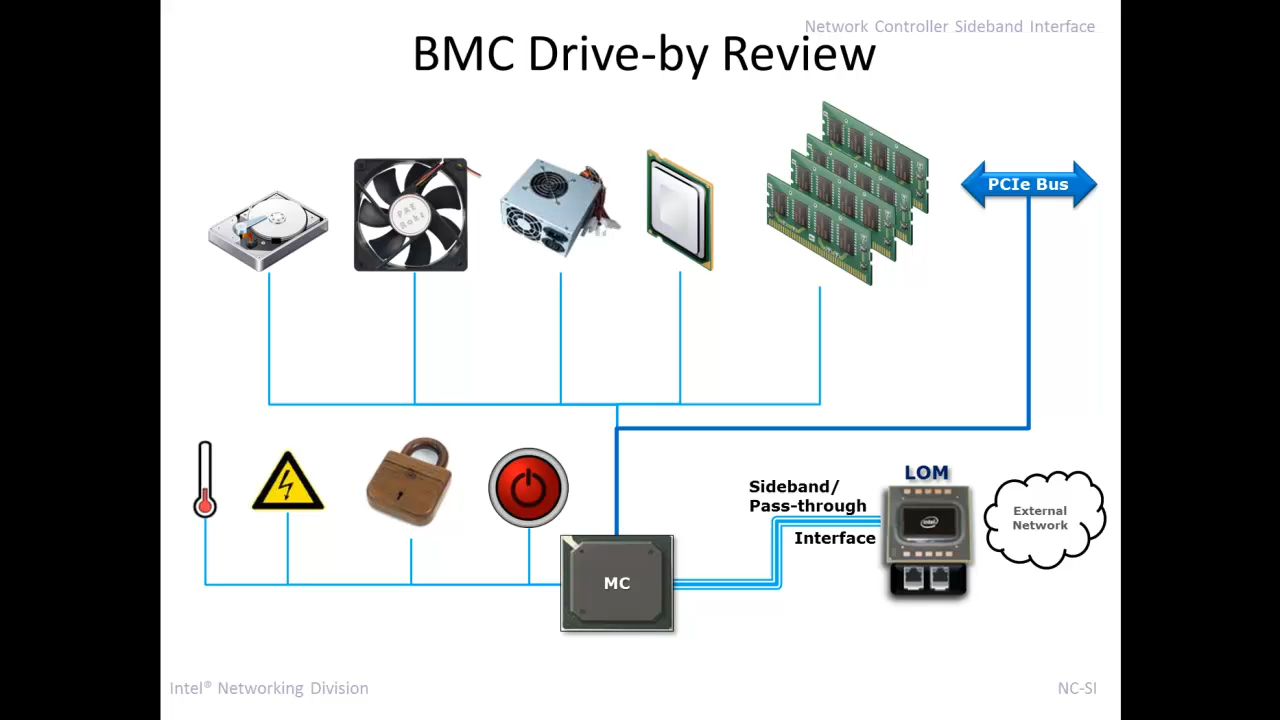 Network Controller Sideband Interface
BMC Drive-by Review
PCIe Bus
LOM
Sideband/
Pass-through
Interface
intel
External
Network
MC
Intel® Networking Division
NC-SI